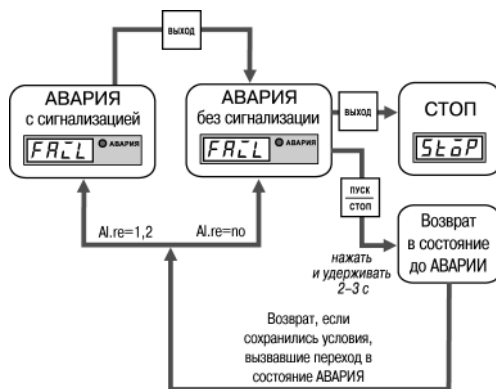 ВЫХОД
АВАРИЯ
с сигнализацией
FAIL
АВАРИЯ
АВАРИЯ
без сигнализации
FAIL
АВАРИЯ
ВЫХОД
СТОП
StoP
ПУСК
СТОП
нажать
и удерживать
2–3 с
Возврат
в состояние
до АВАРИИ
Al.re=1,2
Al.re=no
Возврат, если
сохранились условия,
вызвавшие переход в
состояние АВАРИЯ